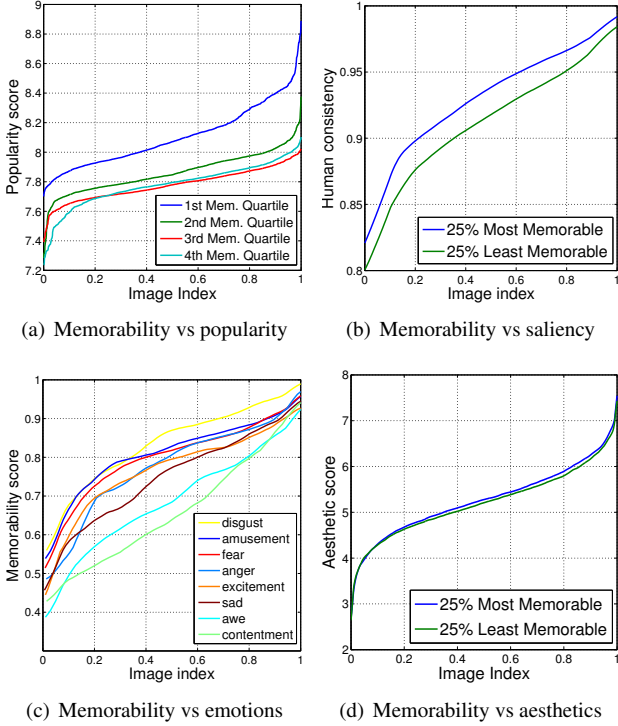 9
8.8
8.6
8.4
8.2
8
7.8
7.6
7.4
7.2
0 0.2 0.4 0.6 0.8 1
Popularity score
Image Index
1st Mem. Quartile
2nd Mem. Quartile
3rd Mem. Quartile
4th Mem. Quartile
(a) Memorability vs popularity
1
0.95
0.9
0.85
0.8
0 0.2 0.4 0.6 0.8 1
Human consistency
Image index
25% Most Memorable
25% Least Memorable
(b) Memorability vs saliency
1
0.9
0.8
0.7
0.6
0.5
0.4
0 0.2 0.4 0.6 0.8 1
Memorability score
Image index
disgust
amusement
fear
anger
excitement
sad
awe
contentment
(c) Memorability vs emotions
8
7
6
5
4
3
2
0 0.2 0.4 0.6 0.8 1
Aesthetic score
Image Index
25% Most Memorable
25% Least Memorable
(d) Memorability vs aesthetics